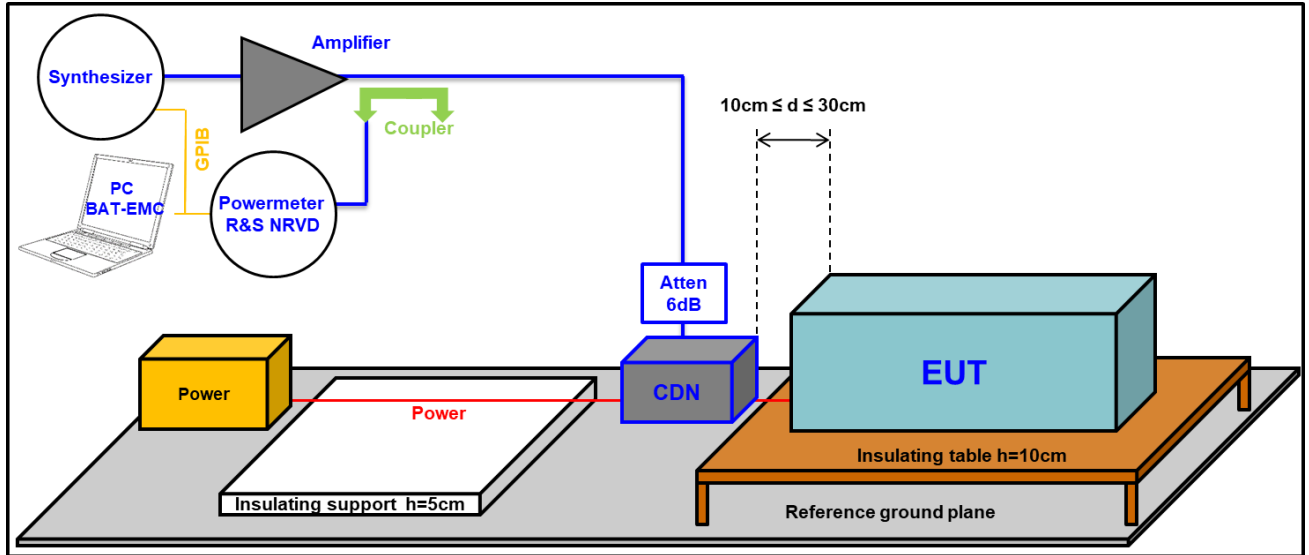 Synthesizer
Amplifier
10cm ≤ d ≤ 30cm
Coupler
GPIB
PC
BAT-EMC
Powermeter
R&S NRVD
Atten
6dB
Power
Power
CDN
EUT
Insulating table h=10cm
Insulating support  h=5cm
Reference ground plane